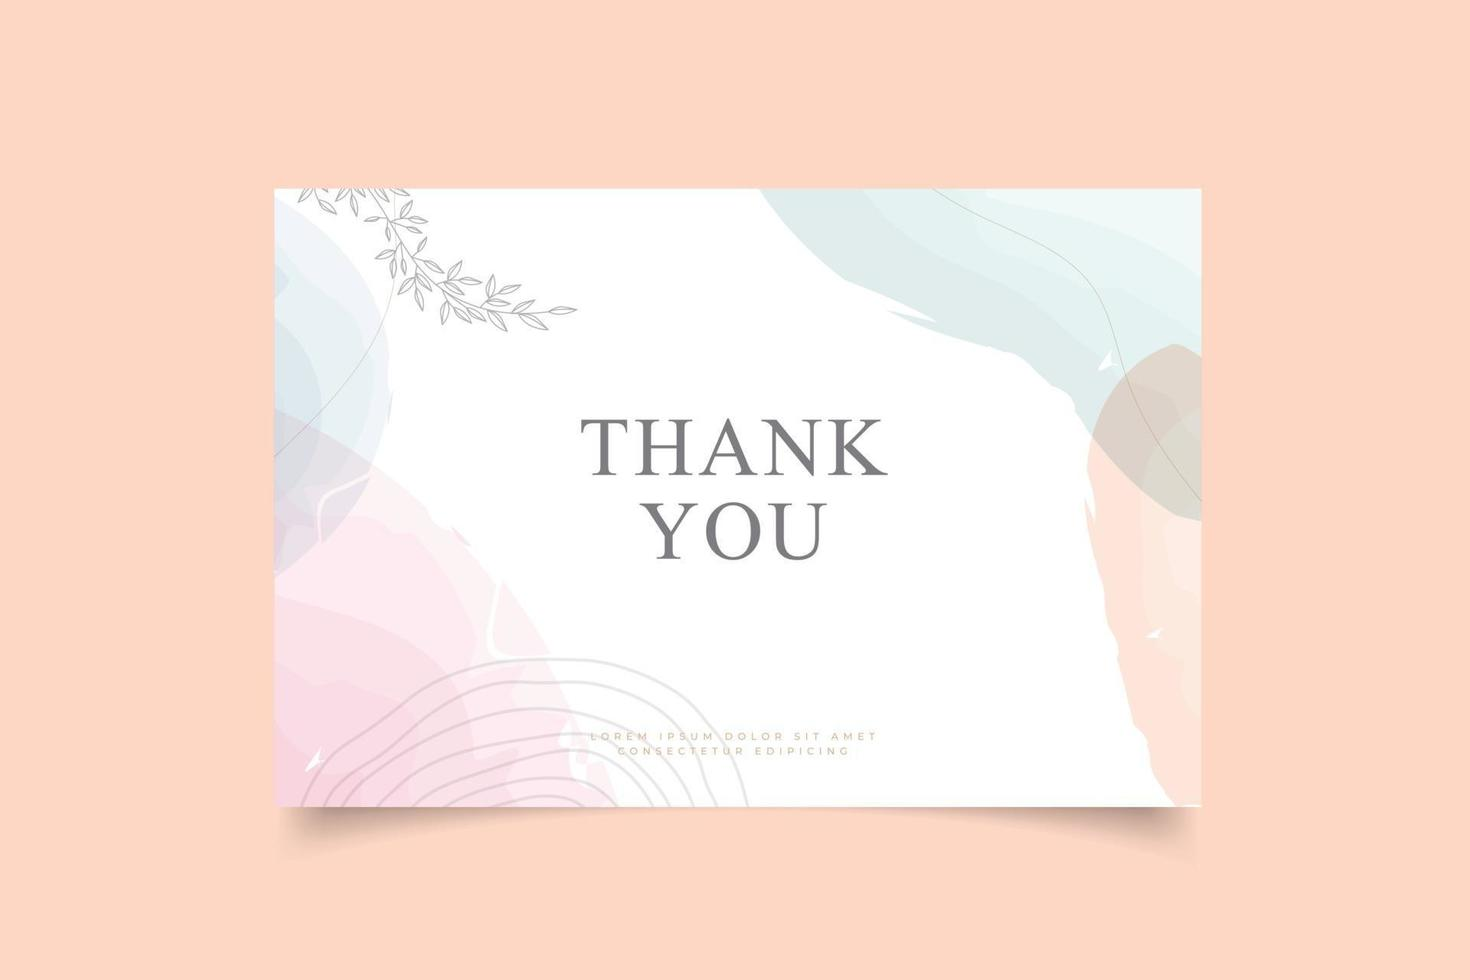 THANK
YOU
LOREM IPSUM DOLOR SIT AMET
CONSECTETUR EDIPICING